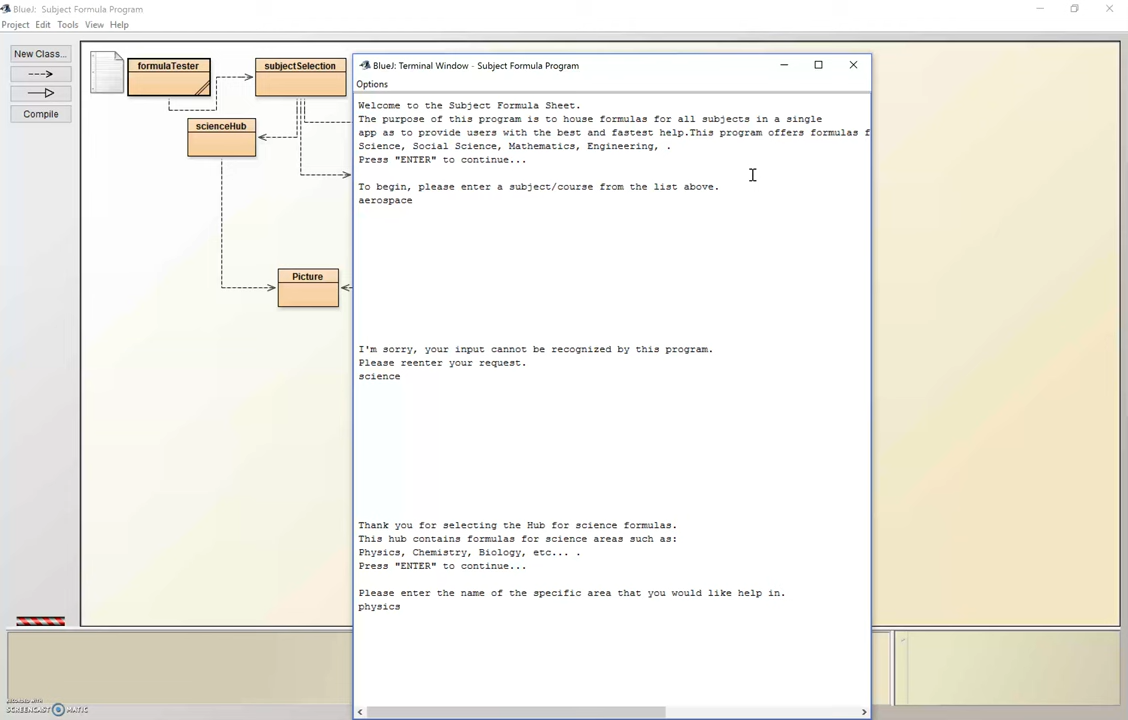 BlueJ: Subject Formula Program
Project Edit Tools View Help
New Class...
Compile
formulaTester
subjectSelection
scienceHub
Picture
BlueJ: Terminal Window - Subject Formula Program
Options
Welcome to the Subject Formula Sheet.
The purpose of this program is to house formulas for all subjects in a single
app as to provide users with the best and fastest help.This program offers formulas f
Science, Social Science, Mathematics, Engineering, .
Press "ENTER" to continue...
To begin, please enter a subject/course from the list above.
aerospace
I'm sorry, your input cannot be recognized by this program.
Please reenter your request.
science
Thank you for selecting the Hub for science formulas.
This hub contains formulas for science areas such as:
Physics, Chemistry, Biology, etc... .
Press "ENTER" to continue...
Please enter the name of the specific area that you would like help in.
physics
RECORDED WITH
SCREENCAST MATIC